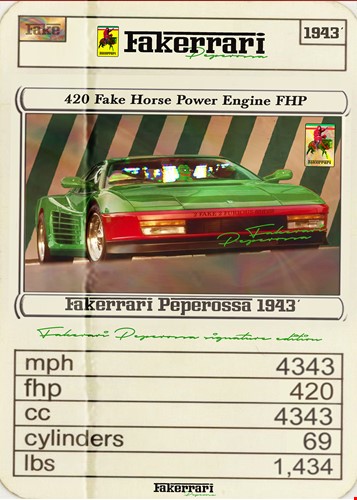 Fake
Fakerrari
Peperossa
1943'
420 Fake Horse Power Engine FHP
Fakerrari
Fakerrari
Peperossa
Fakerrari Peperossa 1943'
Fakerrari Peperossa signature edition
mph 4343
fhp 420
cc 4343
cylinders 69
lbs 1,434
Fakerrari
Peperossa